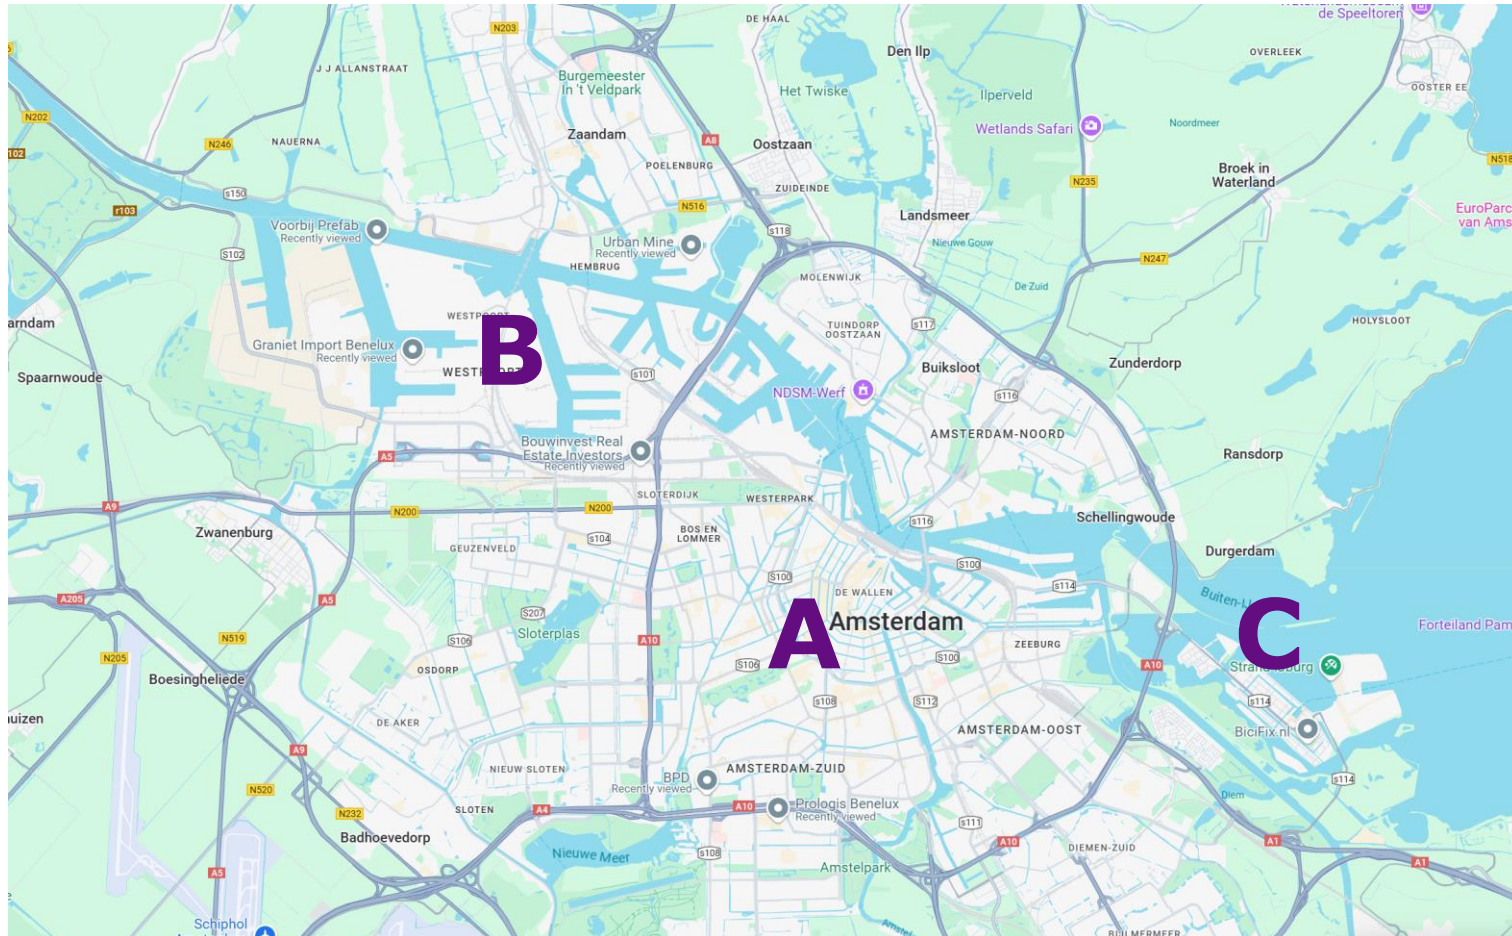 DE HAAL
de Speeltoren
N203
Den Ilp
OVERLEEK
J J ALLANSTRAAT
Burgemeester
In 't Veldpark
Het Twiske
Ilperveld
OOSTER EE
N202
Zaandam
Wetlands Safari
Noordmeer
N246
NAUERNA
A8
Oostzaan
102
POELENBURG
N518
Broek in
Waterland
s150
ZUIDEINDE
N235
r103
N516
EuroParc
van Ams
Voorbij Prefab
Recently viewed
Landsmeer
s118
Urban Mine
Recently viewed
Nieuwe Gouw
S102
HEMBRUG
N247
MOLENWIJK
De Zuid
arndam
B
TUINDORP
OOSTZAAN
s117
HOLYSLOOT
Graniet Import Benelux
Recently viewed
Zunderdorp
Buiksloot
Spaarnwoude
s101
NDSM-Werf
s116
Bouwinvest Real
Estate Investors
Recently viewed
AMSTERDAM-NOORD
A5
Ransdorp
SLOTERDIJK
WESTERPARK
A9
N200
N200
Schellingwoude
s116
Zwanenburg
BOS EN
LOMMER
s104
GEUZENVELD
Durgerdam
S100
S100
s114
DE WALLEN
A205
A5
A
Amsterdam
C
S207
Sloterplas
Forteiland Pam
N519
S106
A10
ZEEBURG
N205
S106
S100
A10
OSDORP
Boesingheliede
s108
S112
s114
uizen
DE AKER
AMSTERDAM-OOST
BiciFix.nl
A9
NIEUW SLOTEN
AMSTERDAM-ZUID
BPD
Recently viewed
s114
N520
Diem
SLOTEN
A4
A10
Prologis Benelux
Recently viewed
N232
s111
Badhoevedorp
A10
A1
DIEMEN-ZUID
Nieuwe Meer
s108
A1
Amstelpark
A5
Schiphol
Amstel